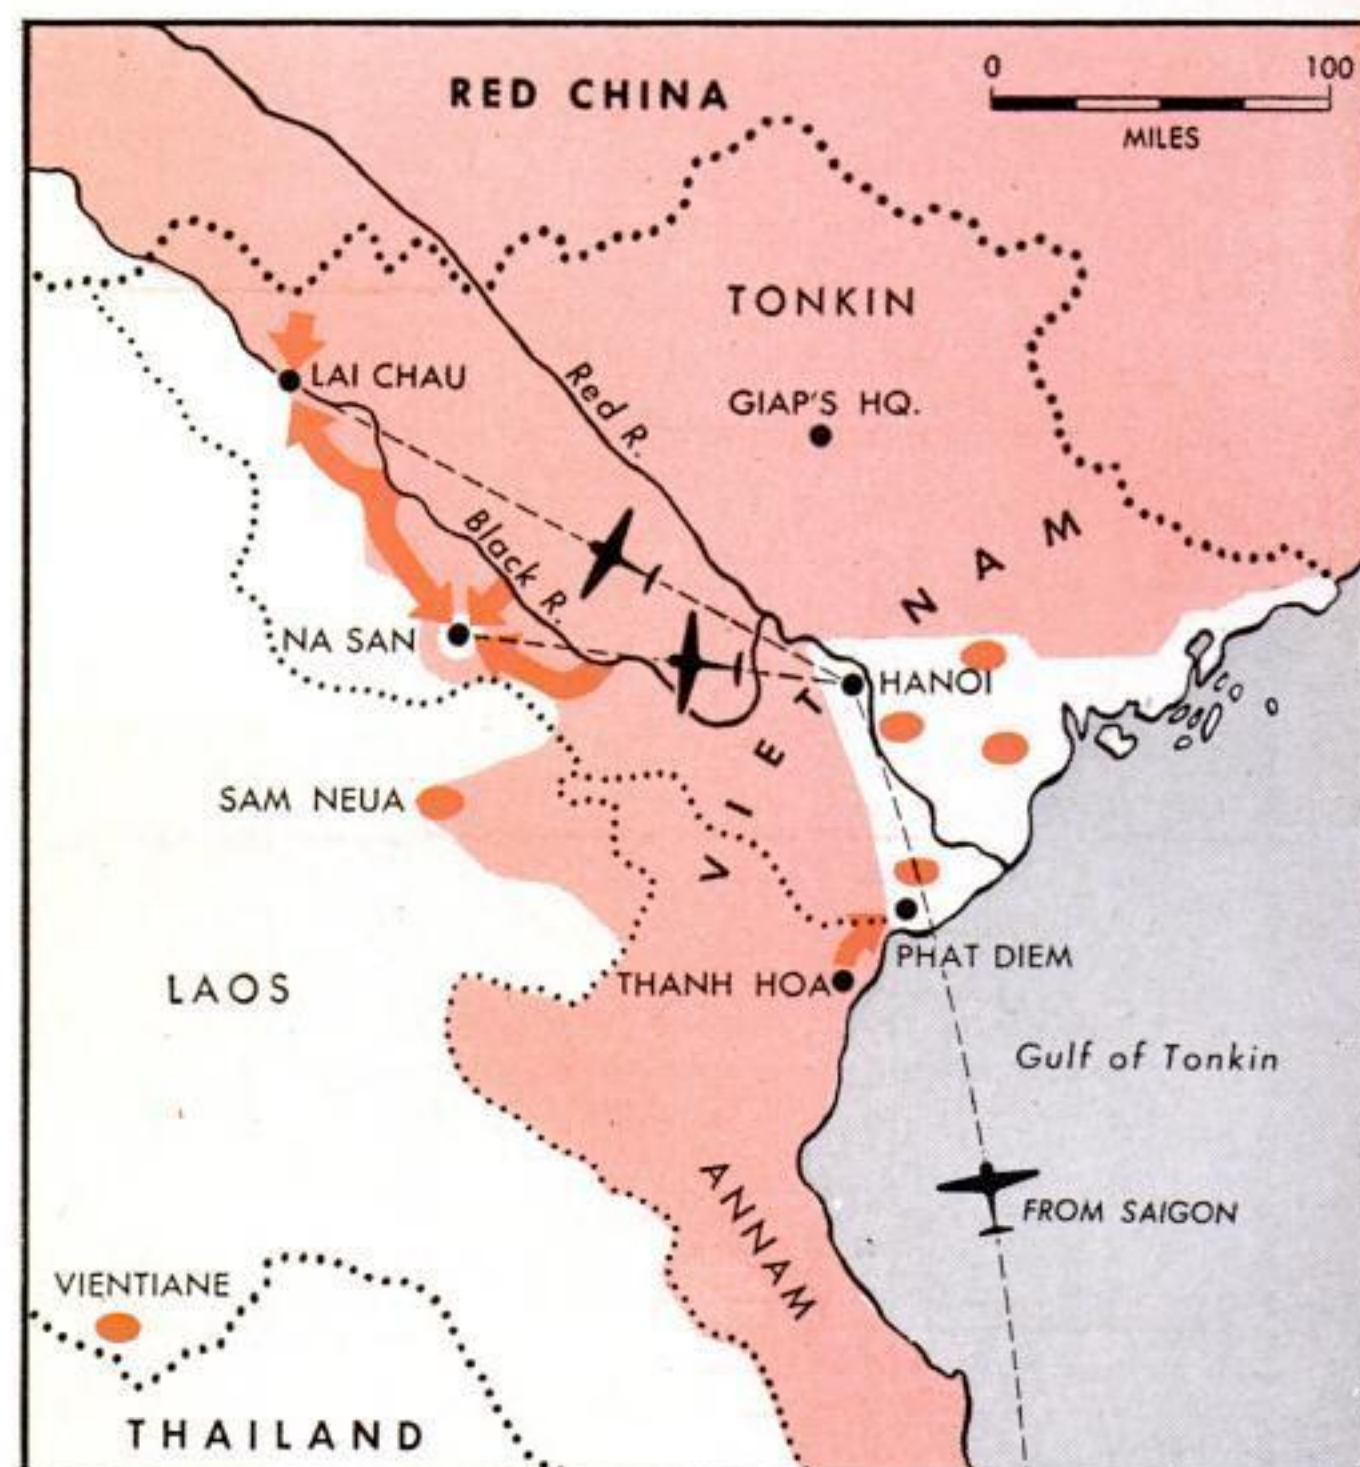 0 100
MILES
RED CHINA
TONKIN
LAI CHAU
Red R.
GIAP'S HQ.
Black R.
VIET NAM
NA SAN
HANOI
SAM NEUA
PHAT DIEM
THANH HOA
LAOS
Gulf of Tonkin
ANNAM
FROM SAIGON
VIENTIANE
THAILAND